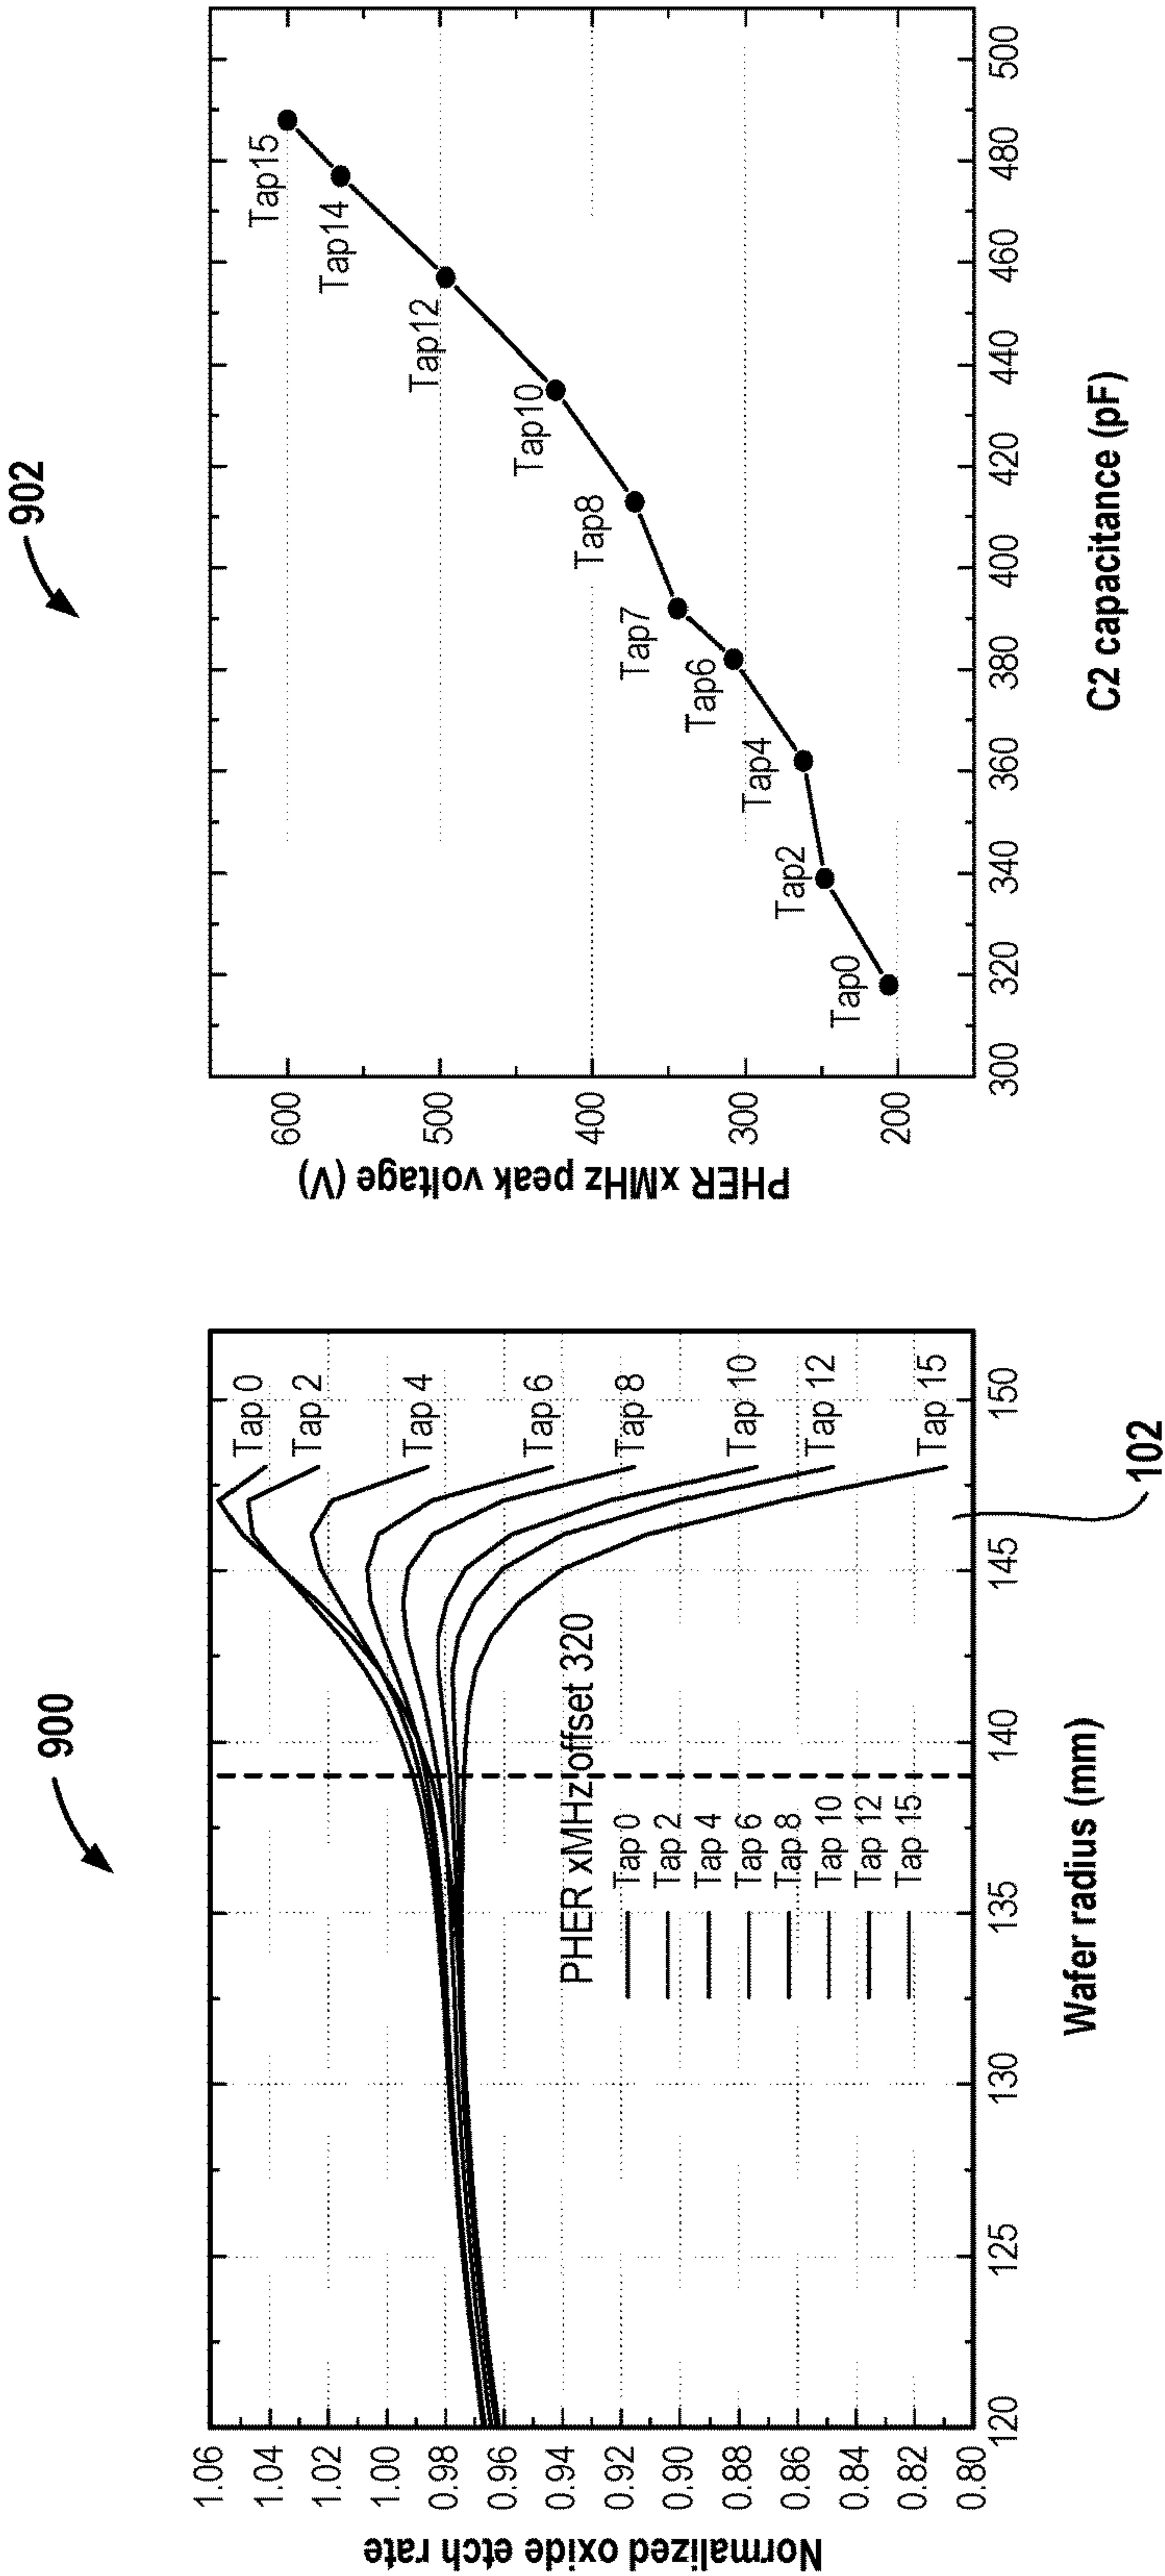 900
Normalized oxide etch rate
1.06
1.04
1.02
1.00
0.98
0.96
0.94
0.92
0.90
0.88
0.86
0.84
0.82
0.80
120
125
130
135
140
145
150
Wafer radius (mm)
PHER xMHz offset 320
Tap 0
Tap 2
Tap 4
Tap 6
Tap 8
Tap 10
Tap 12
Tap 15
Tap 0
Tap 2
Tap 4
Tap 6
Tap 8
Tap 10
Tap 12
Tap 15
102
902
PHER xMHz peak voltage (V)
600
500
400
300
200
300
320
340
360
380
400
420
440
460
480
500
C2 capacitance (pF)
Tap0
Tap2
Tap4
Tap6
Tap7
Tap8
Tap10
Tap12
Tap14
Tap15